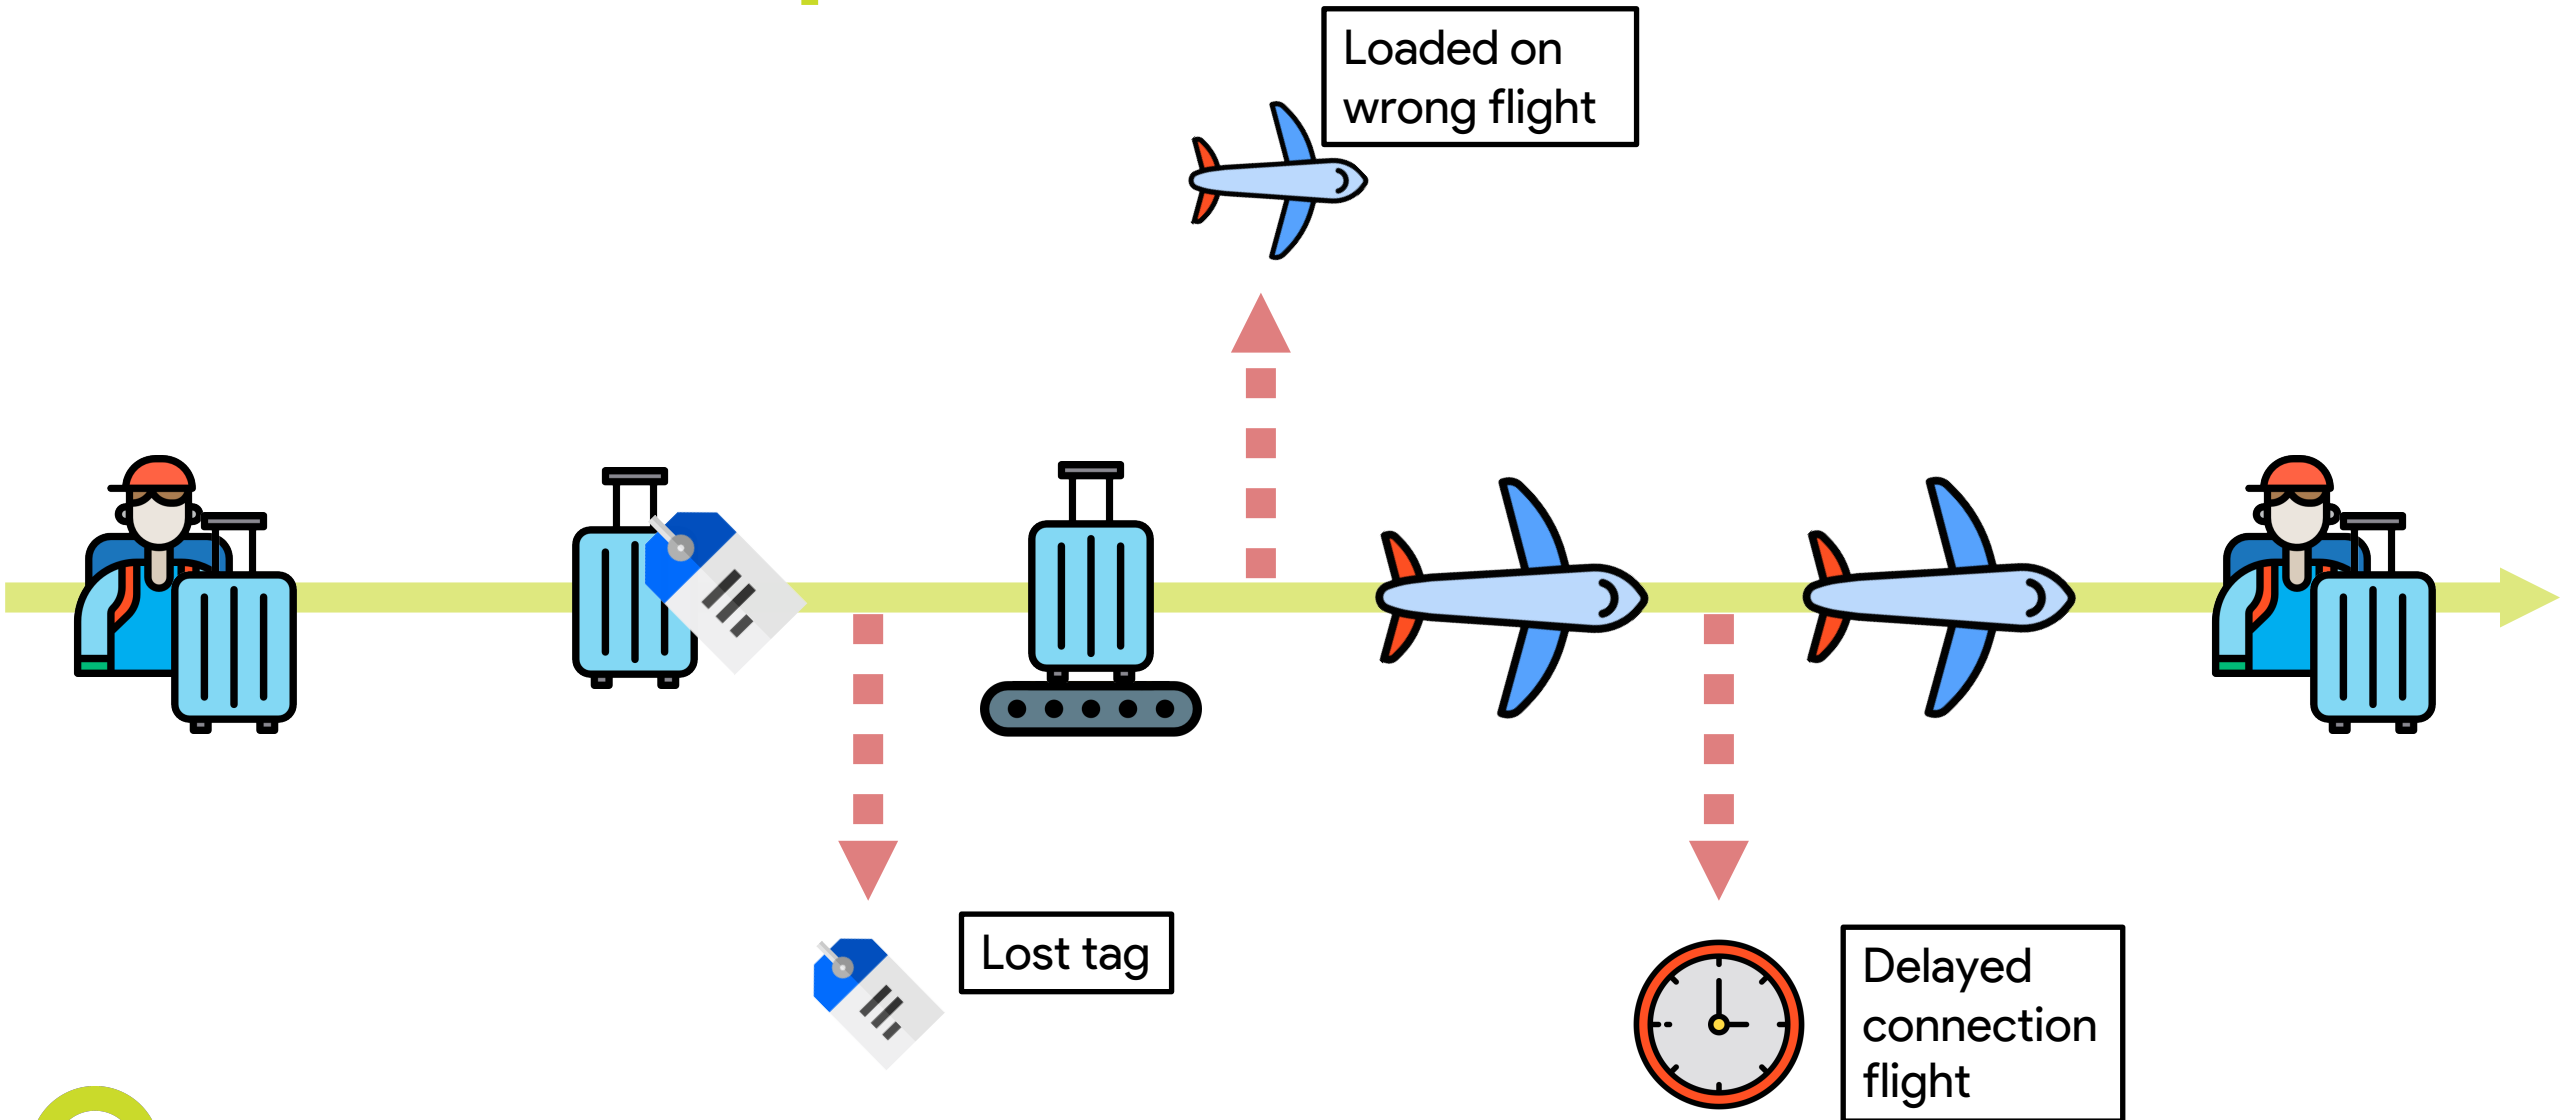 Loaded on
wrong flight
Lost tag
Delayed
connection
flight